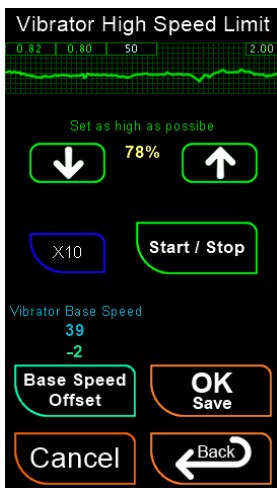 Vibrator High Speed Limit
0.82 0.80 50 2.00
Set as high as possibe
78%
X10 Start / Stop
Vibrator Base Speed
39
-2
Base Speed
Offset
OK
Save
Cancel
Back